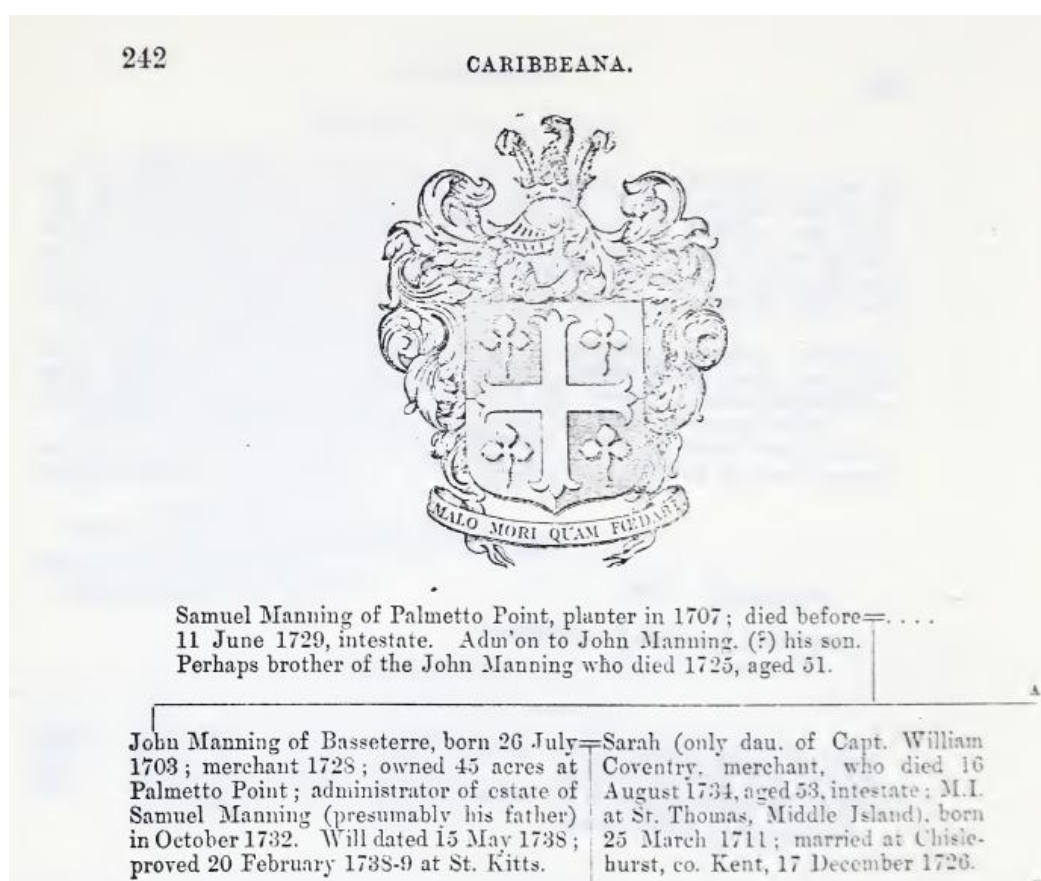 242
CARIBBEANA.
MALO MORI QUAM FŒDARI
Samuel Manning of Palmetto Point, planter in 1707; died before=. . . .
11 June 1729, intestate. Adm'on to John Manning. (?) his son.
Perhaps brother of the John Manning who died 1725, aged 51.
A
John Manning of Basseterre, born 26 July=
1703; merchant 1728; owned 45 acres at
Palmetto Point; administrator of estate of
Samuel Manning (presumably his father)
in October 1732. Will dated 15 May 1738;
proved 20 February 1738-9 at St. Kitts.
Sarah (only dau. of Capt. William
Coventry, merchant, who died 16
August 1734, aged 53, intestate; M.I.
at St. Thomas, Middle Island), born
25 March 1711; married at Chisle-
hurst, co. Kent, 17 December 1726.